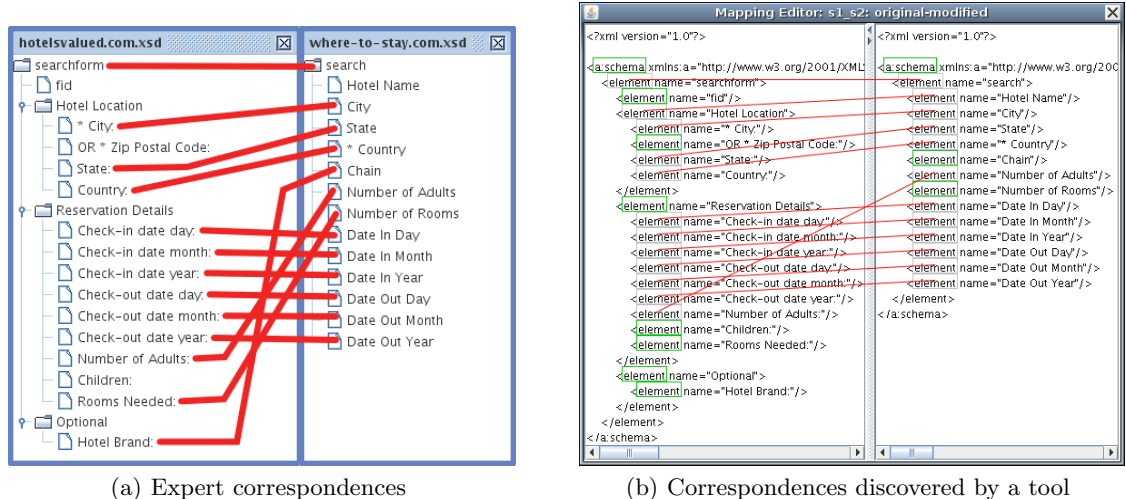 hotelsvalued.com.xsd
searchform
fid
Hotel Location
* City:
OR * Zip Postal Code:
State:
Country:
Reservation Details
Check-in date day:
Check-in date month:
Check-in date year:
Check-out date day:
Check-out date month:
Check-out date year:
Number of Adults:
Children:
Rooms Needed:
Optional
Hotel Brand:
where-to-stay.com.xsd
search
Hotel Name
City
State
* Country
Chain
Number of Adults
Number of Rooms
Date In Day
Date In Month
Date In Year
Date Out Day
Date Out Month
Date Out Year
(a) Expert correspondences
Mapping Editor: s1_s2: original-modified
<?xml version="1.0"?>
<a:schema xmlns:a="http://www.w3.org/2001/XML
<element name="searchform">
<element name="fid"/>
<element name="Hotel Location">
<element name="* City:"/>
<element name="OR * Zip Postal Code:"/>
<element name="State:"/>
<element name="Country:"/>
</element>
<element name="Reservation Details">
<element name="Check-in date day:"/>
<element name="Check-in date month:"/>
<element name="Check-in date year:"/>
<element name="Check-out date day:"/>
<element name="Check-out date month:"/>
<element name="Check-out date year:"/>
<element name="Number of Adults:"/>
<element name="Children:"/>
<element name="Rooms Needed:"/>
</element>
<element name="Optional">
<element name="Hotel Brand:"/>
</element>
</element>
</a:schema>
<?xml version="1.0"?>
<a:schema xmlns:a="http://www.w3.org/200
<element name="search">
<element name="Hotel Name"/>
<element name="City"/>
<element name="State"/>
<element name="* Country"/>
<element name="Chain"/>
<element name="Number of Adults"/>
<element name="Number of Rooms"/>
<element name="Date In Day"/>
<element name="Date In Month"/>
<element name="Date In Year"/>
<element name="Date Out Day"/>
<element name="Date Out Month"/>
<element name="Date Out Year"/>
</element>
</a:schema>
(b) Correspondences discovered by a tool